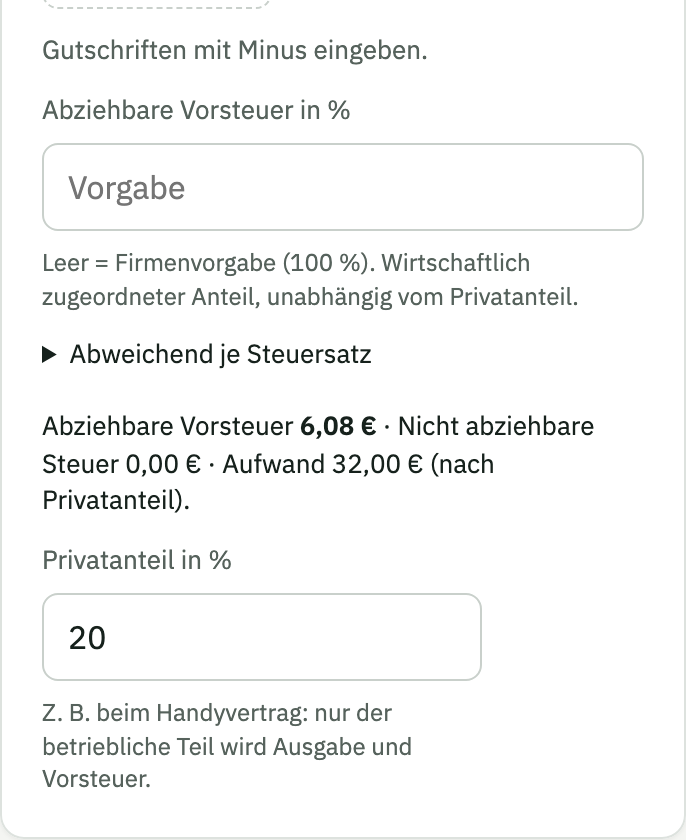 Gutschriften mit Minus eingeben.
Abziehbare Vorsteuer in %
Vorgabe
Leer = Firmenvorgabe (100 %). Wirtschaftlich
zugeordneter Anteil, unabhängig vom Privatanteil.
▶ Abweichend je Steuersatz
Abziehbare Vorsteuer 6,08 € · Nicht abziehbare
Steuer 0,00 € · Aufwand 32,00 € (nach
Privatanteil).
Privatanteil in %
20
Z. B. beim Handyvertrag: nur der
betriebliche Teil wird Ausgabe und
Vorsteuer.